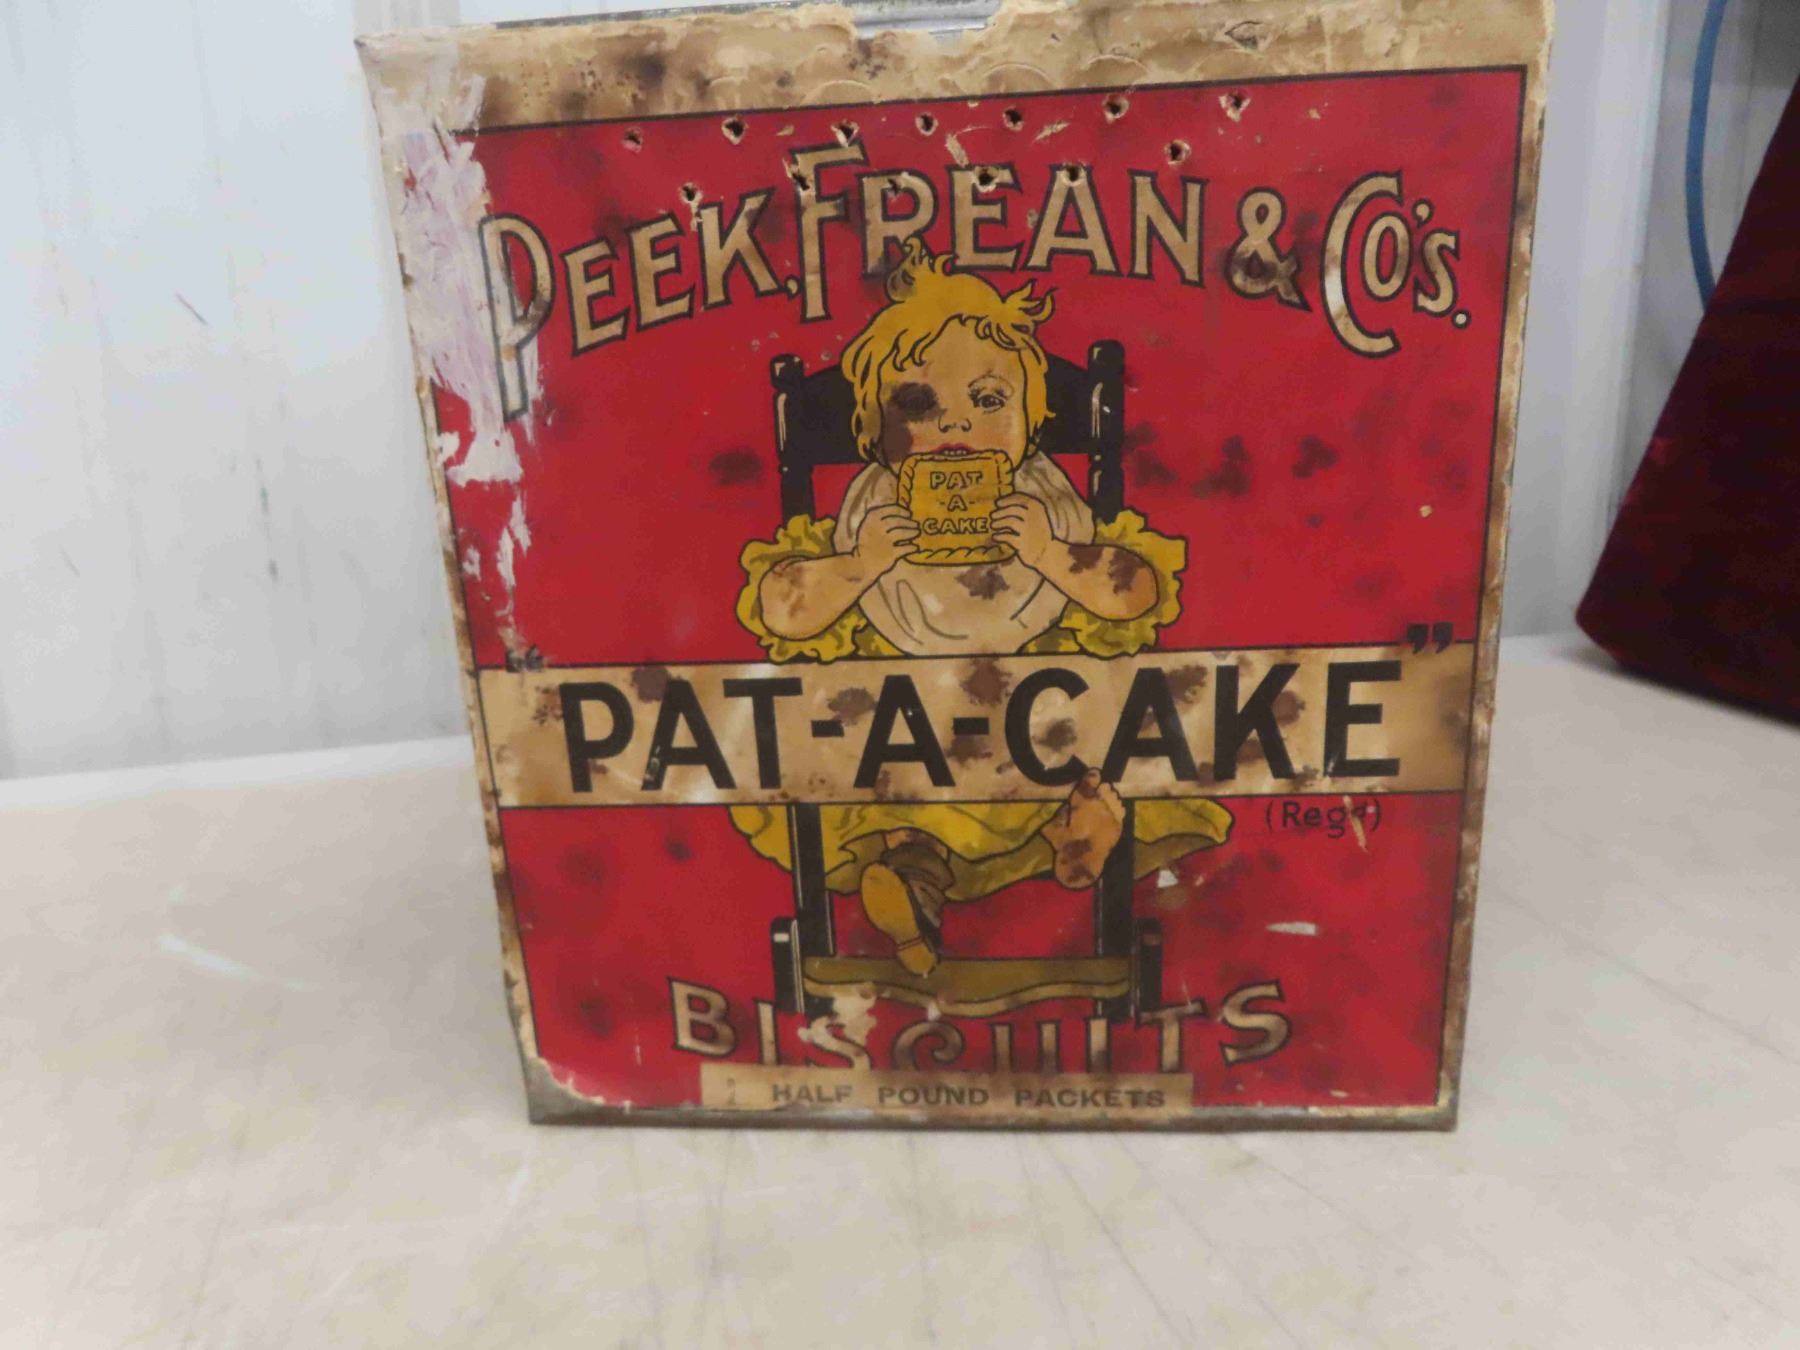 PEEK, FREAN & CO'S.
PAT
-A-
CAKE
"PAT-A-CAKE"
(Regd)
BISCUITS
HALF POUND PACKETS